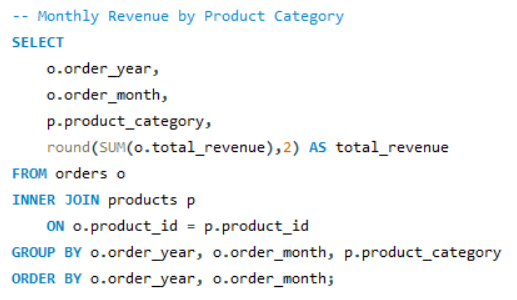 -- Monthly Revenue by Product Category
SELECT
    o.order_year,
    o.order_month,
    p.product_category,
    round(SUM(o.total_revenue),2) AS total_revenue
FROM orders o
INNER JOIN products p
    ON o.product_id = p.product_id
GROUP BY o.order_year, o.order_month, p.product_category
ORDER BY o.order_year, o.order_month;